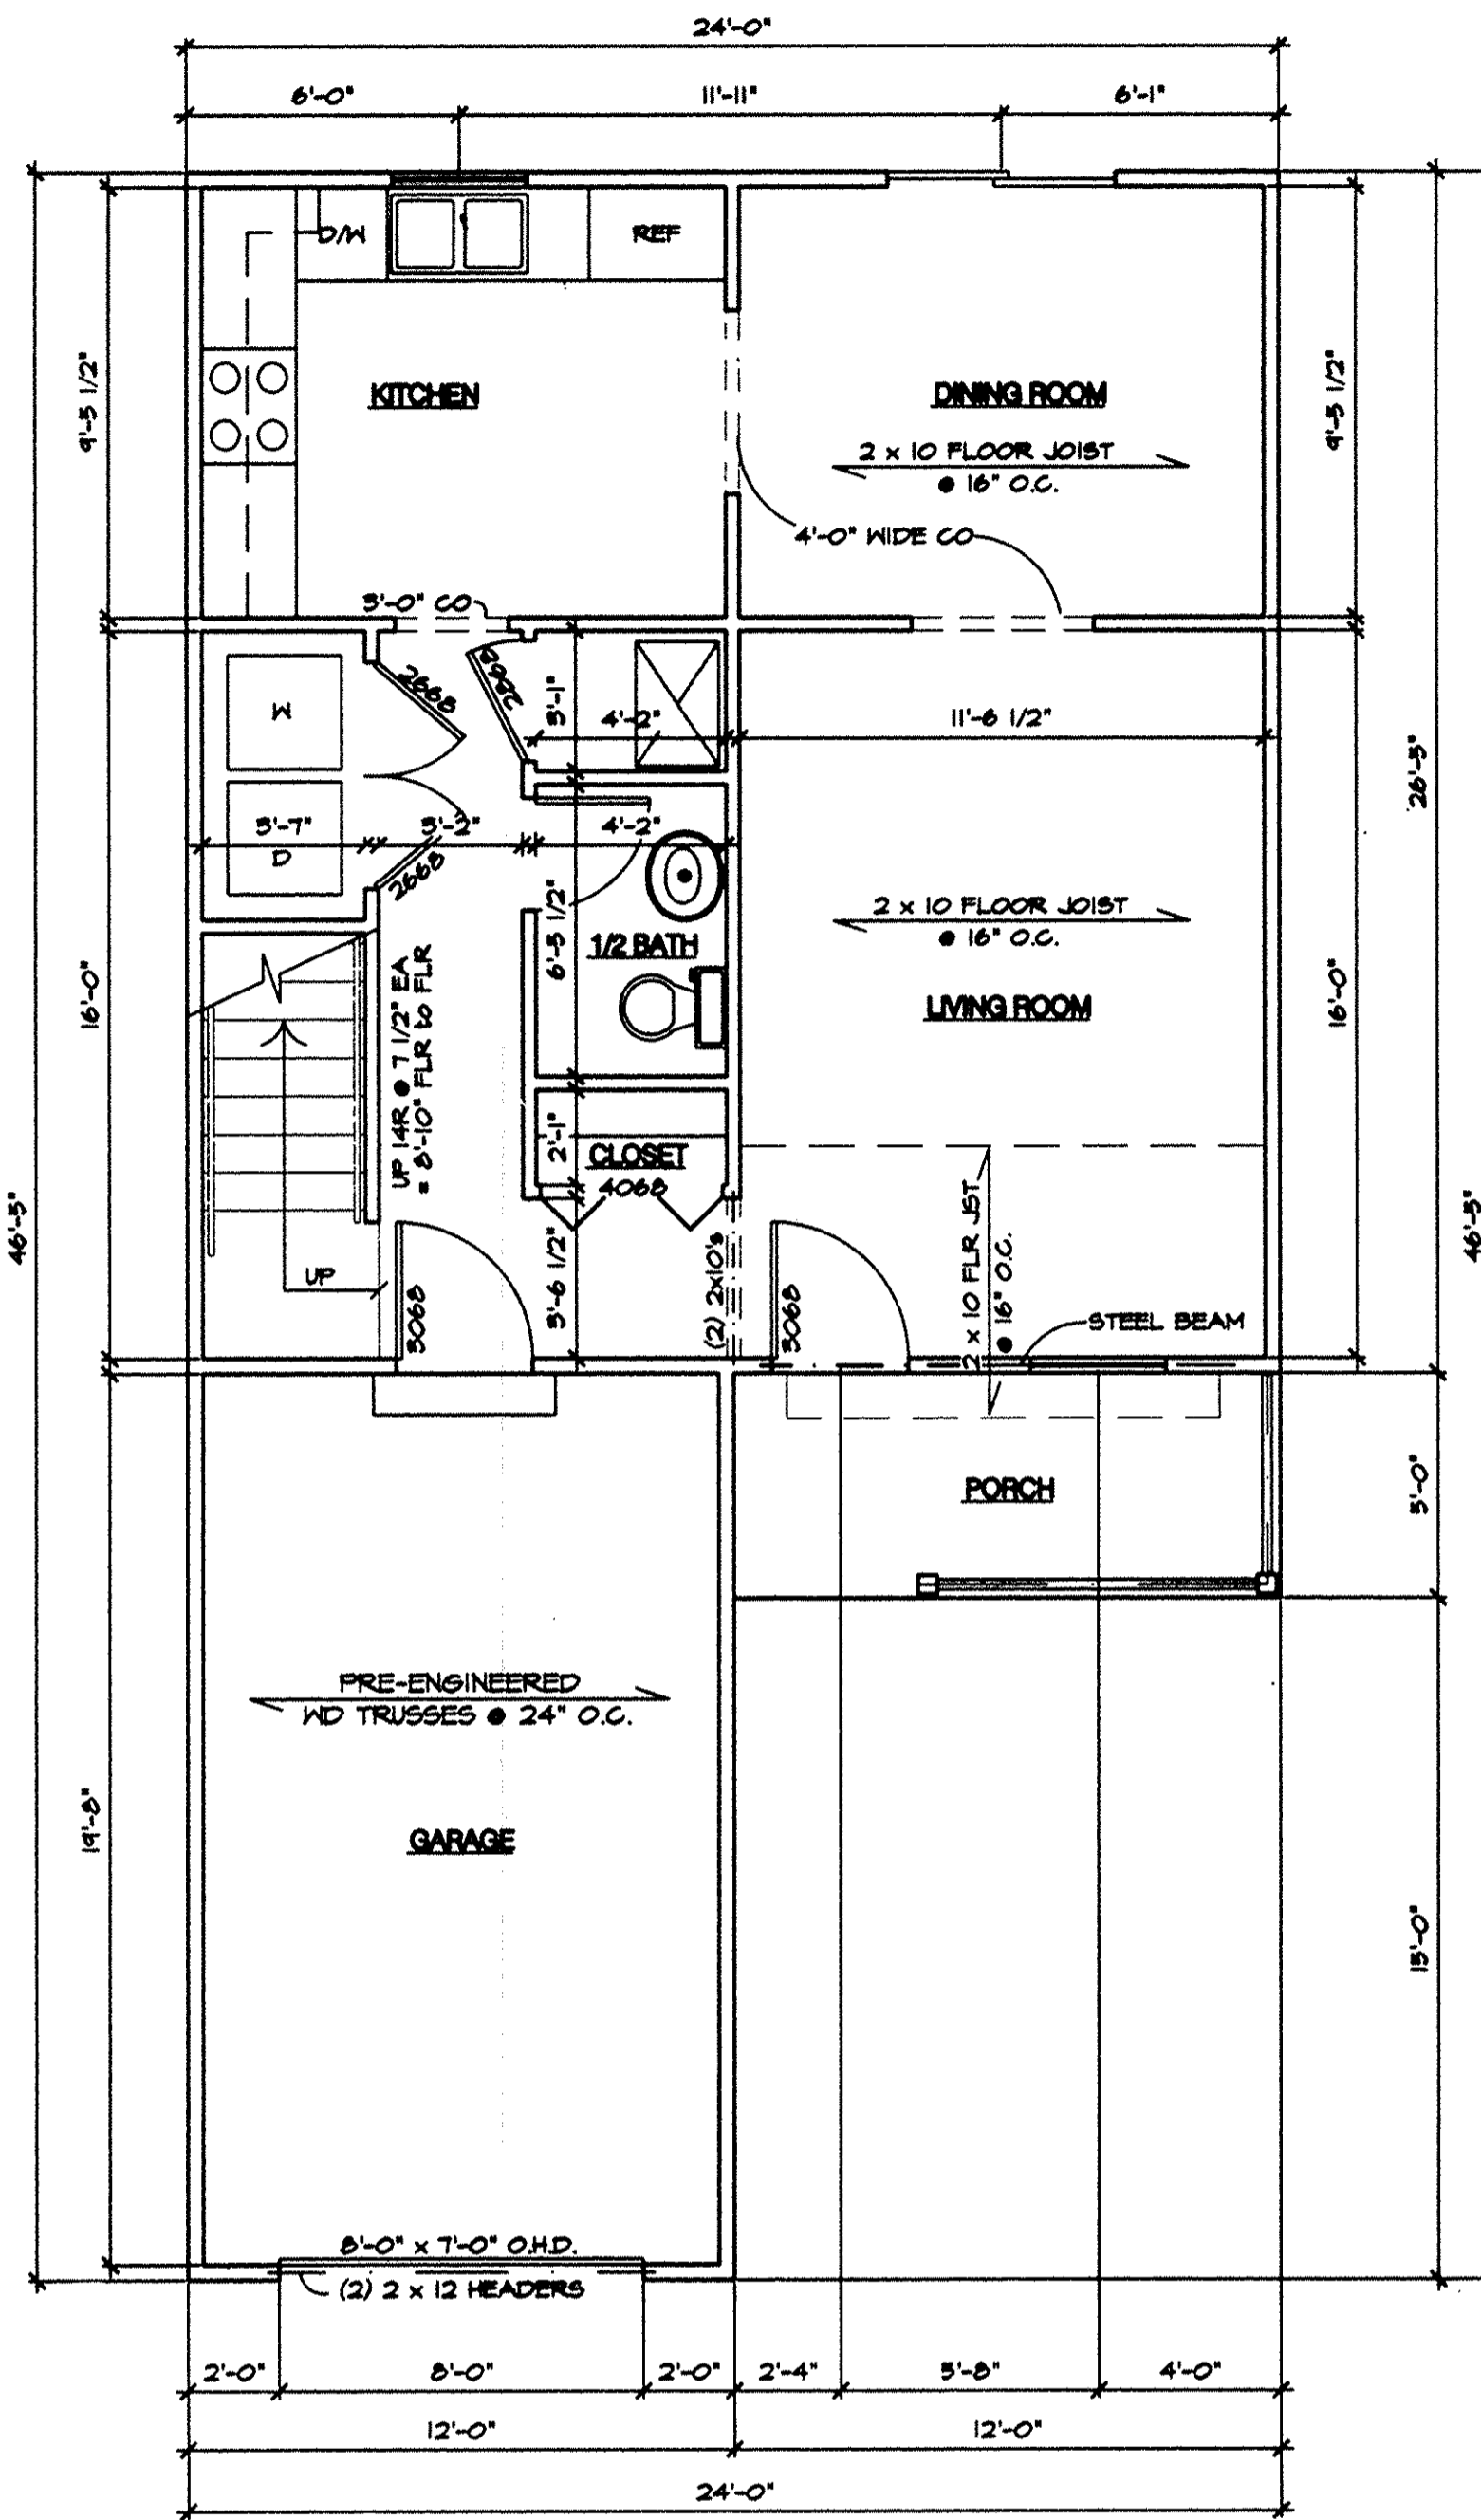 24'-0"
6'-0"
11'-11"
6'-1"
D/W
REF
KITCHEN
DINING ROOM
2 x 10 FLOOR JOIST
@ 16" O.C.
4'-0" WIDE CO
9'-5 1/2"
9'-5 1/2"
3'-0" CO
2668
2868
W
3'-1"
4'-2"
11'-6 1/2"
26'-5"
3'-7"
D
3'-2"
4'-2"
2668
6'-5 1/2"
1/2 BATH
2 x 10 FLOOR JOIST
@ 16" O.C.
LIVING ROOM
16'-0"
UP 14R @ 7 1/2" EA
= 8'-10" FLR to FLR
16'-0"
2'-1"
CLOSET
4068
46'-5"
46'-5"
UP
3068
3'-6 1/2"
(2) 2x10's
3068
2 x 10 FLR JST
@ 16" O.C.
STEEL BEAM
PORCH
5'-0"
PRE-ENGINEERED
WD TRUSSES @ 24" O.C.
19'-8"
GARAGE
15'-0"
8'-0" x 7'-0" O.H.D.
(2) 2 x 12 HEADERS
2'-0"
8'-0"
2'-0"
2'-4"
5'-8"
4'-0"
12'-0"
12'-0"
24'-0"